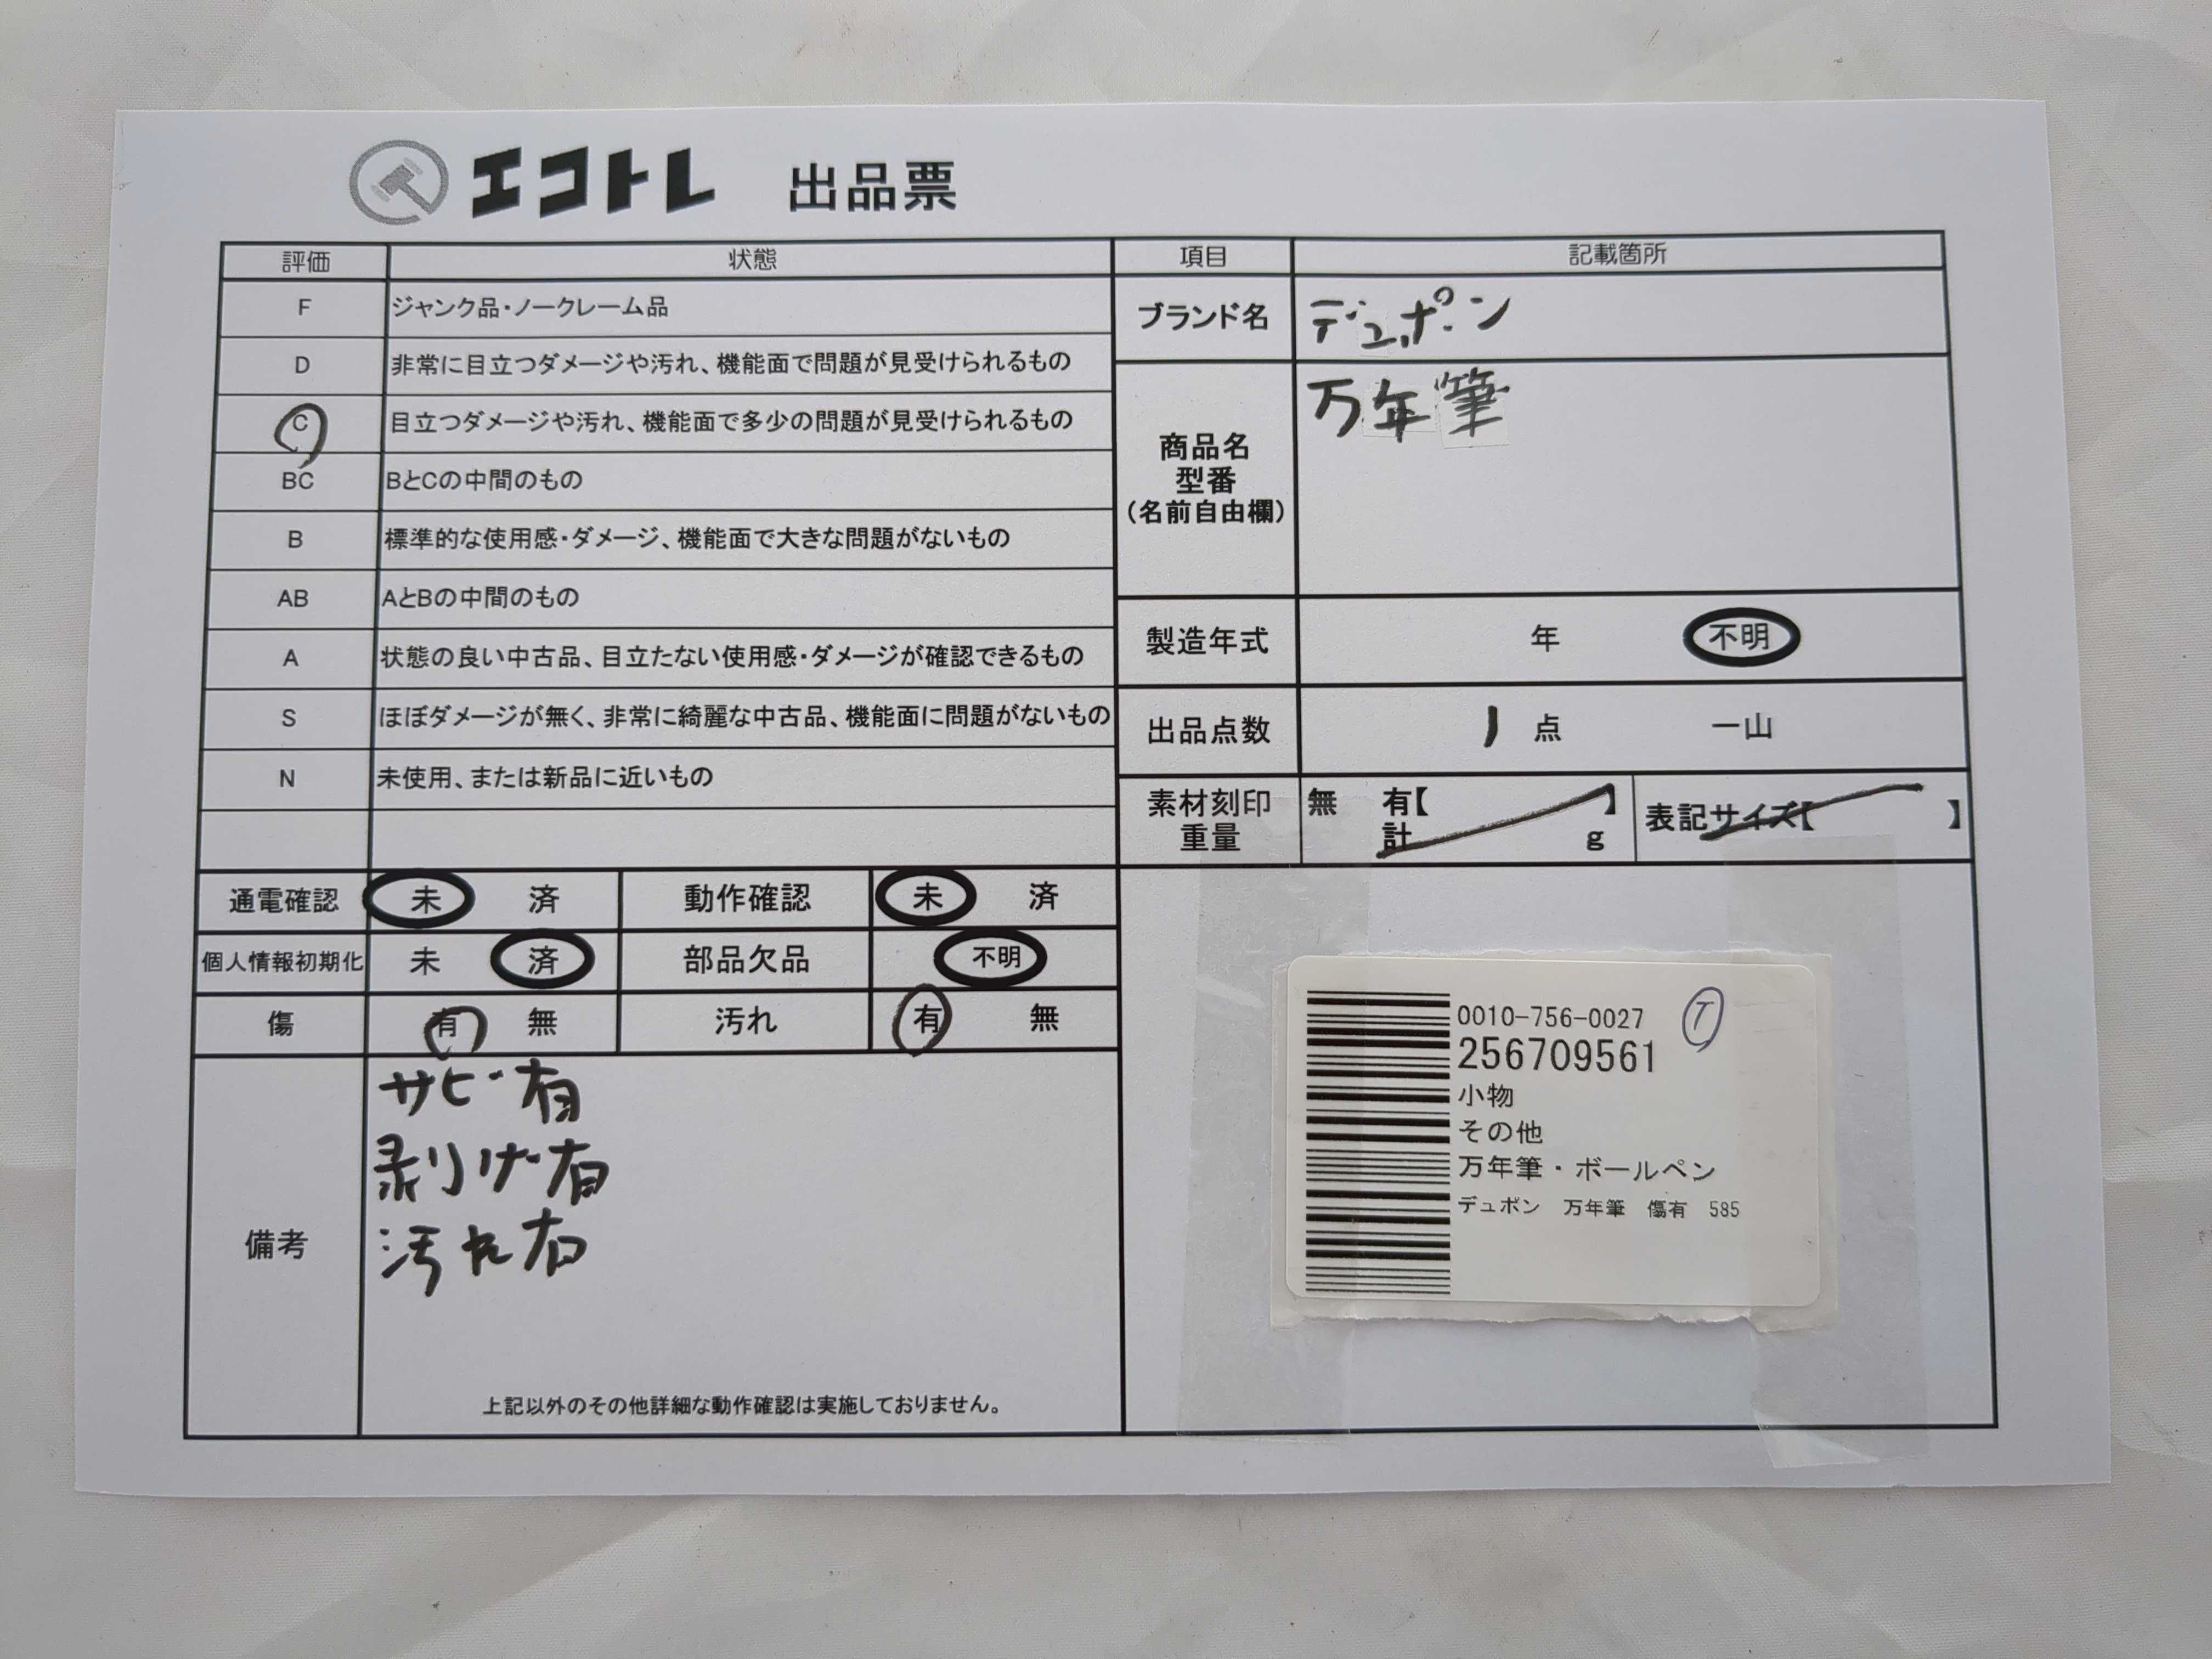 エコトレ 出品票
評価 状態
F ジャンク品・ノークレーム品
D 非常に目立つダメージや汚れ、機能面で問題が見受けられるもの
C 目立つダメージや汚れ、機能面で多少の問題が見受けられるもの
BC BとCの中間のもの
B 標準的な使用感・ダメージ、機能面で大きな問題がないもの
AB AとBの中間のもの
A 状態の良い中古品、目立たない使用感・ダメージが確認できるもの
S ほぼダメージが無く、非常に綺麗な中古品、機能面に問題がないもの
N 未使用、または新品に近いもの
項目 記載箇所
ブランド名 デュポン
商品名
型番
(名前自由欄)
万年筆
製造年式 年 不明
出品点数 1 点 一山
素材刻印
重量
無 有【 】
計 g
表記サイズ【 】
通電確認 未 済 動作確認 未 済
個人情報初期化 未 済 部品欠品 不明
傷 有 無 汚れ 有 無
備考
サビ有
剥げ有
汚れ有
上記以外のその他詳細な動作確認は実施しておりません。
0010-756-0027 T
256709561
小物
その他
万年筆・ボールペン
デュポン 万年筆 傷有 585